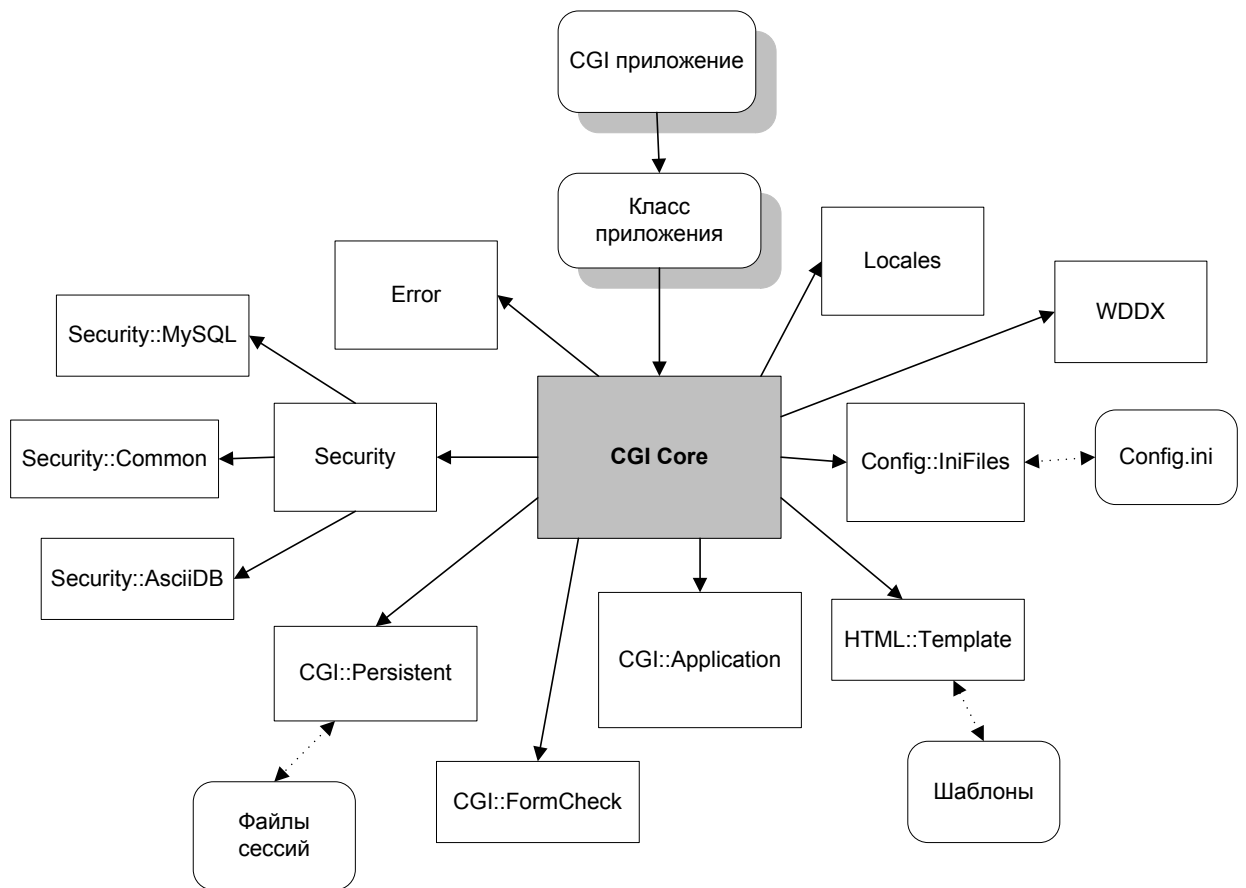 CGI приложение
Класс
приложения
Locales
Error
WDDX
Security::MySQL
Security::Common
Security
CGI Core
Config::IniFiles
Config.ini
Security::AsciiDB
CGI::Persistent
CGI::Application
HTML::Template
CGI::FormCheck
Шаблоны
Файлы
сессий